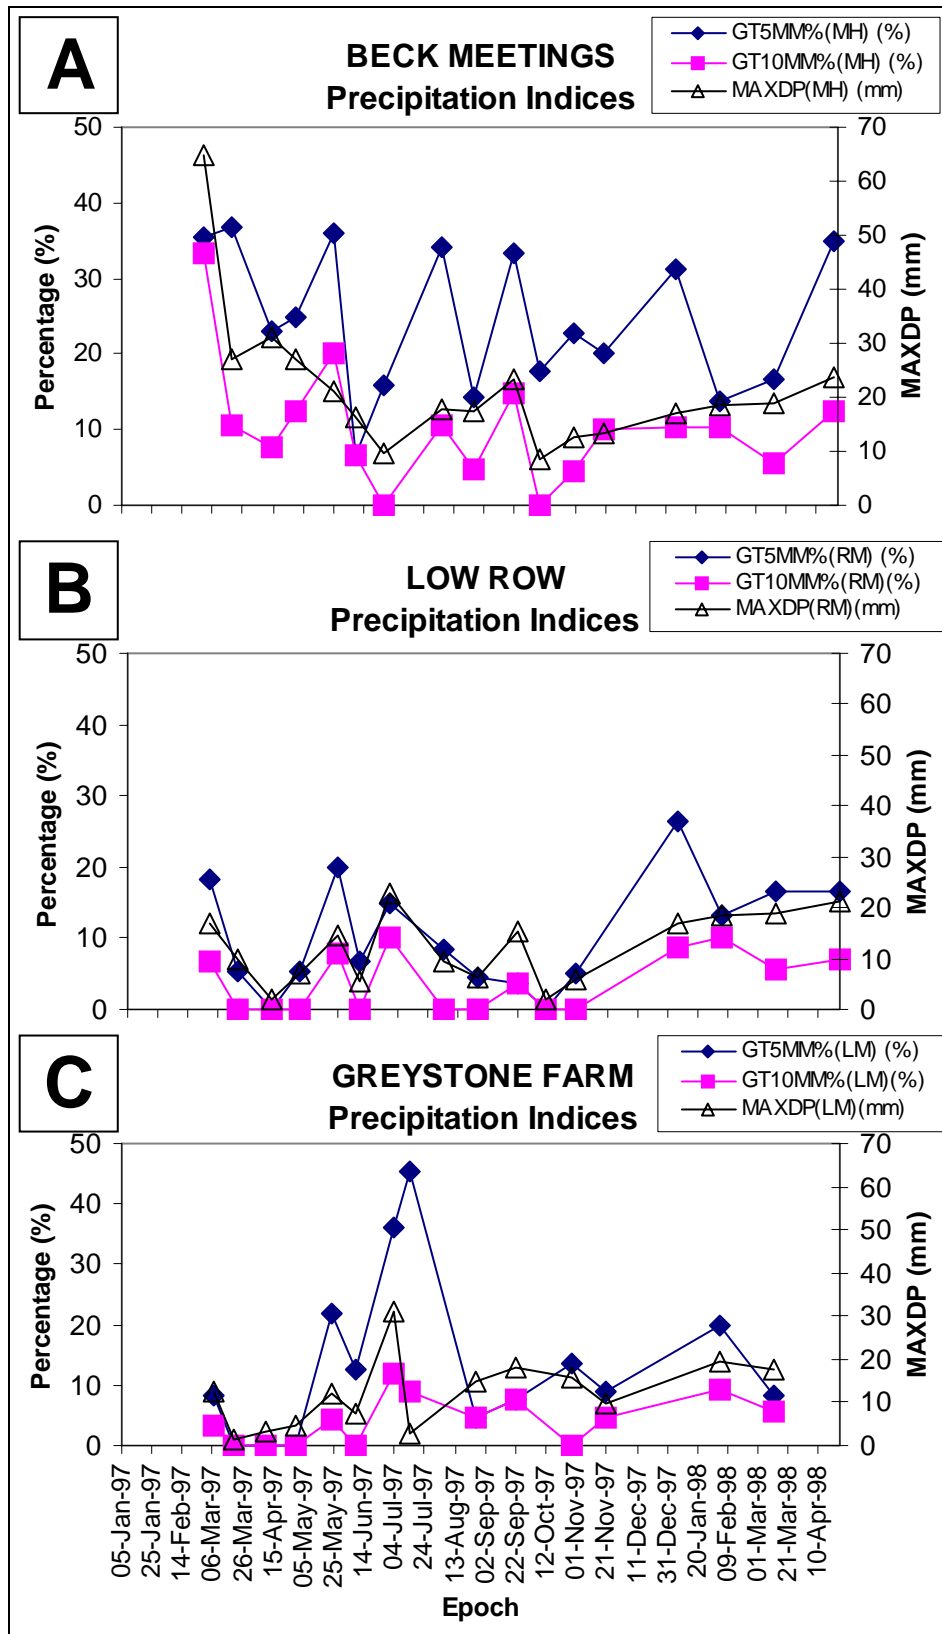 A
BECK MEETINGS
Precipitation Indices
GT5MM%(MH) (%)
GT10MM%(MH) (%)
MAXDP(MH) (mm)
Percentage (%)
50
40
30
20
10
0
MAXDP (mm)
70
60
50
40
30
20
10
0
B
LOW ROW
Precipitation Indices
GT5MM%(RM) (%)
GT10MM%(RM)(%)
MAXDP(RM)(mm)
Percentage (%)
50
40
30
20
10
0
MAXDP (mm)
70
60
50
40
30
20
10
0
C
GREYSTONE FARM
Precipitation Indices
GT5MM%(LM) (%)
GT10MM%(LM)(%)
MAXDP(LM)(mm)
Percentage (%)
50
40
30
20
10
0
MAXDP (mm)
70
60
50
40
30
20
10
0
05-Jan-97
25-Jan-97
14-Feb-97
06-Mar-97
26-Mar-97
15-Apr-97
05-May-97
25-May-97
14-Jun-97
04-Jul-97
24-Jul-97
13-Aug-97
02-Sep-97
22-Sep-97
12-Oct-97
01-Nov-97
21-Nov-97
11-Dec-97
31-Dec-97
20-Jan-98
09-Feb-98
01-Mar-98
21-Mar-98
10-Apr-98
Epoch